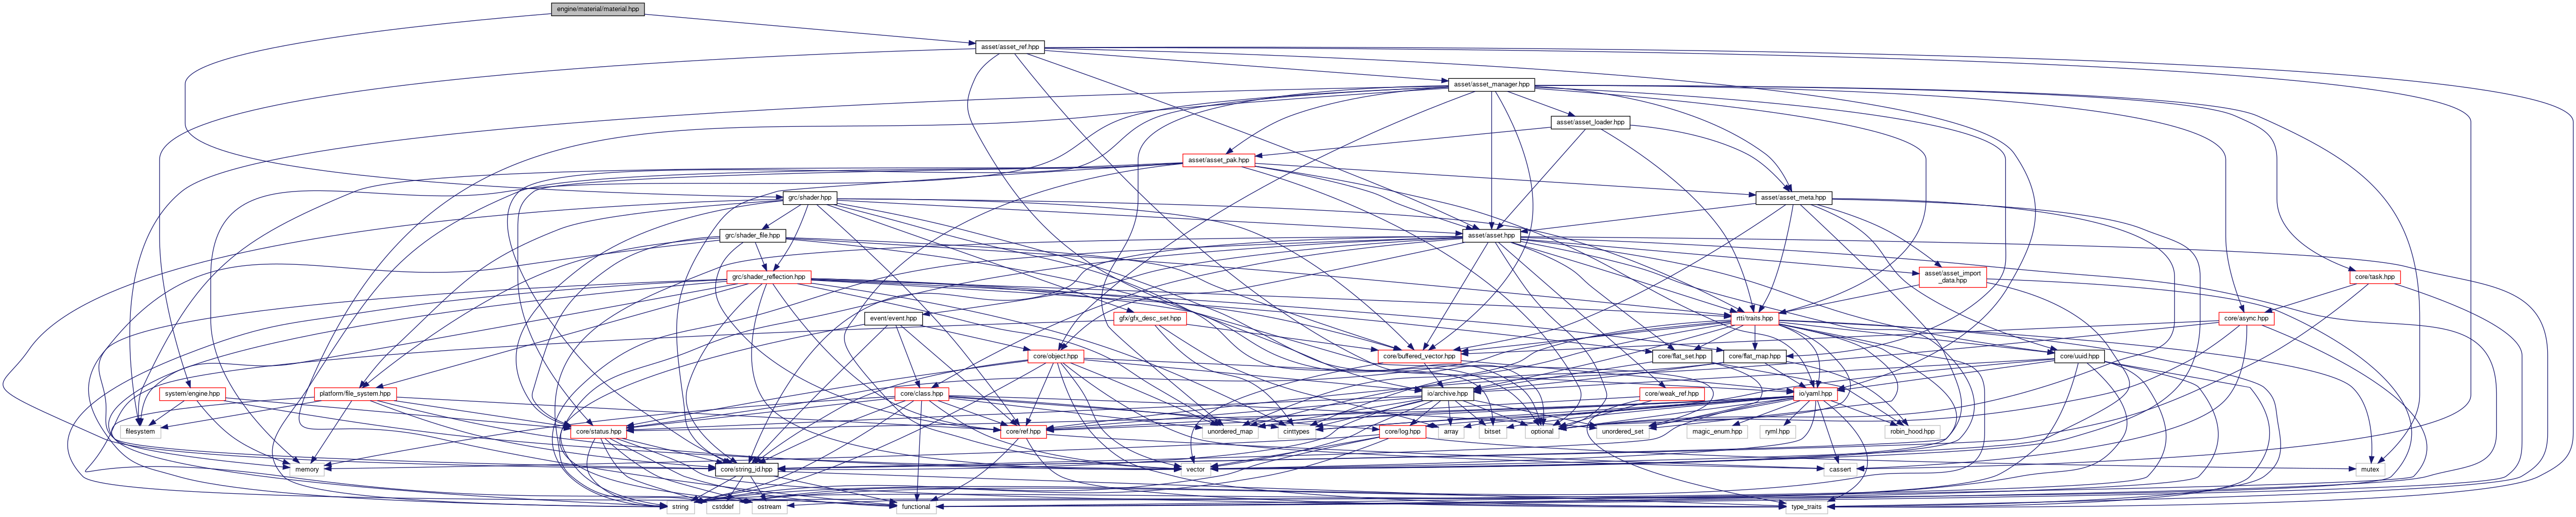 engine/material/material.hpp
asset/asset_ref.hpp
asset/asset_manager.hpp
asset/asset_loader.hpp
asset/asset_pak.hpp
grc/shader.hpp
asset/asset_meta.hpp
grc/shader_file.hpp
asset/asset.hpp
grc/shader_reflection.hpp
asset/asset_import
_data.hpp
core/task.hpp
event/event.hpp
gfx/gfx_desc_set.hpp
rtti/traits.hpp
core/async.hpp
core/object.hpp
core/buffered_vector.hpp
core/flat_set.hpp
core/flat_map.hpp
core/uuid.hpp
system/engine.hpp
platform/file_system.hpp
core/class.hpp
io/archive.hpp
core/weak_ref.hpp
io/yaml.hpp
filesystem
core/status.hpp
core/ref.hpp
unordered_map
cinttypes
core/log.hpp
array
bitset
optional
unordered_set
magic_enum.hpp
ryml.hpp
robin_hood.hpp
memory
core/string_id.hpp
vector
cassert
mutex
string
cstddef
ostream
functional
type_traits